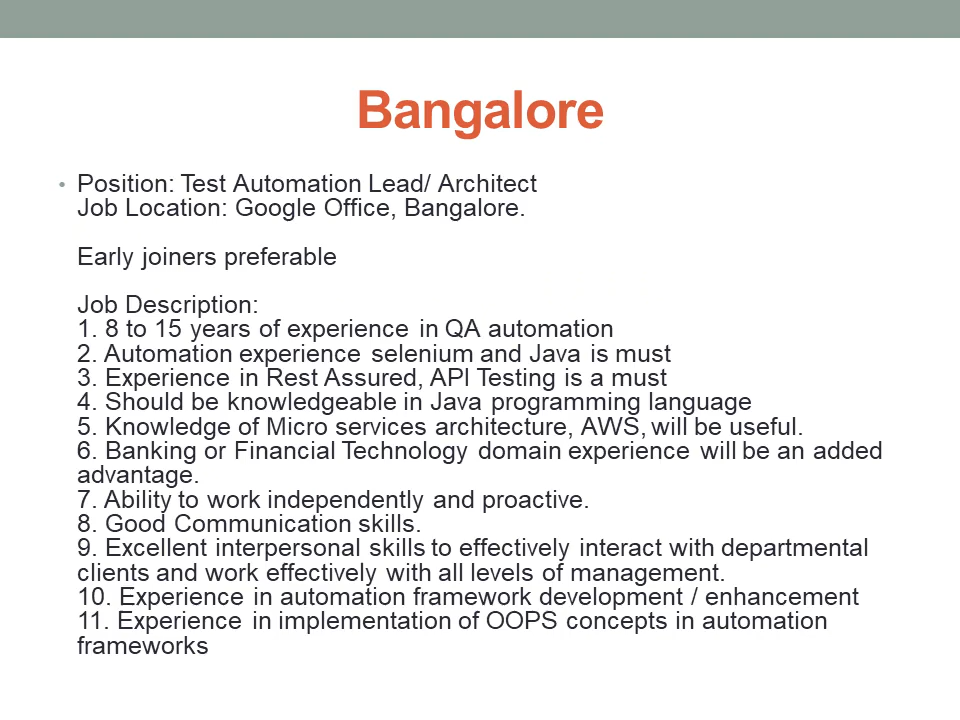 Bangalore
• Position: Test Automation Lead/ Architect
Job Location: Google Office, Bangalore.
Early joiners preferable
Job Description:
1. 8 to 15 years of experience in QA automation
2. Automation experience selenium and Java is must
3. Experience in Rest Assured, API Testing is a must
4. Should be knowledgeable in Java programming language
5. Knowledge of Micro services architecture, AWS, will be useful.
6. Banking or Financial Technology domain experience will be an added
advantage.
7. Ability to work independently and proactive.
8. Good Communication skills.
9. Excellent interpersonal skills to effectively interact with departmental
clients and work effectively with all levels of management.
10. Experience in automation framework development / enhancement
11. Experience in implementation of OOPS concepts in automation
frameworks